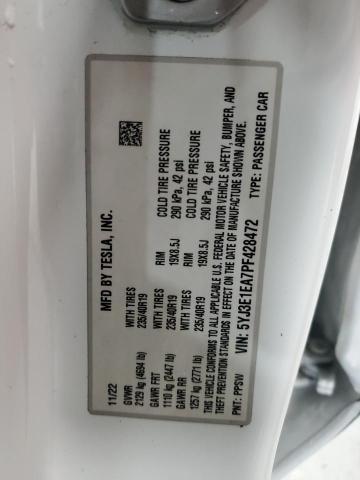 MFD BY TESLA, INC.
11/22
GVWR
2129 kg (4694 lb)
GAWR FRT WITH TIRES RIM COLD TIRE PRESSURE
1110 kg (2447 lb) 235/40R19 19X8.5J 290 kPa, 42 psi
GAWR RR WITH TIRES RIM COLD TIRE PRESSURE
1257 kg (2771 lb) 235/40R19 19X8.5J 290 kPa, 42 psi
THIS VEHICLE CONFORMS TO ALL APPLICABLE U.S. FEDERAL MOTOR VEHICLE SAFETY, BUMPER, AND
THEFT PREVENTION STANDARDS IN EFFECT ON THE DATE OF MANUFACTURE SHOWN ABOVE.
VIN: 5YJ3E1EA7PF428472 TYPE: PASSENGER CAR
PNT: PPSW